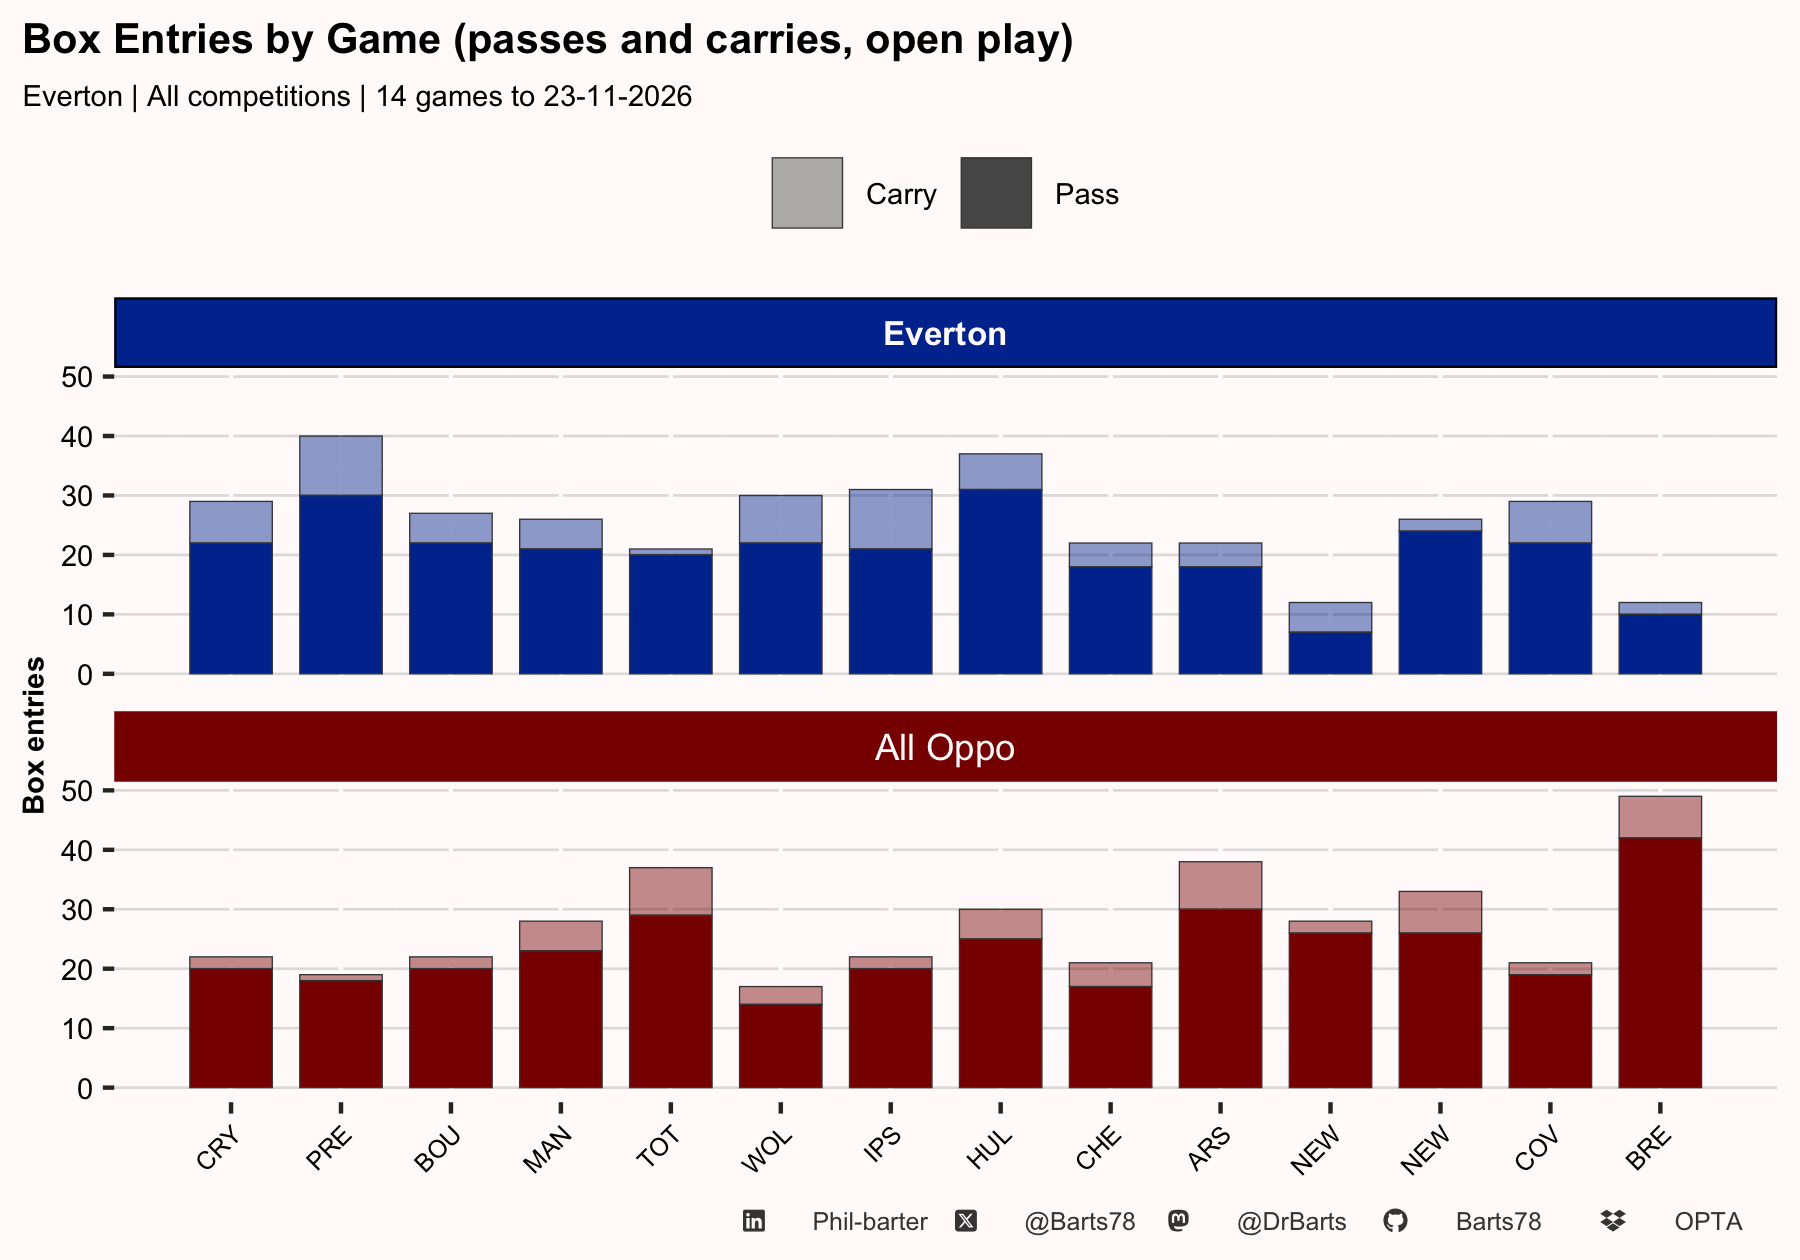 Box Entries by Game (passes and carries, open play)
Everton | All competitions | 14 games to 23-11-2026
Carry Pass
Everton
50
40
30
20
10
0
Box entries
All Oppo
50
40
30
20
10
0
CRY PRE BOU MAN TOT WOL IPS HUL CHE ARS NEW NEW COV BRE
Phil-barter @Barts78 @DrBarts Barts78 OPTA